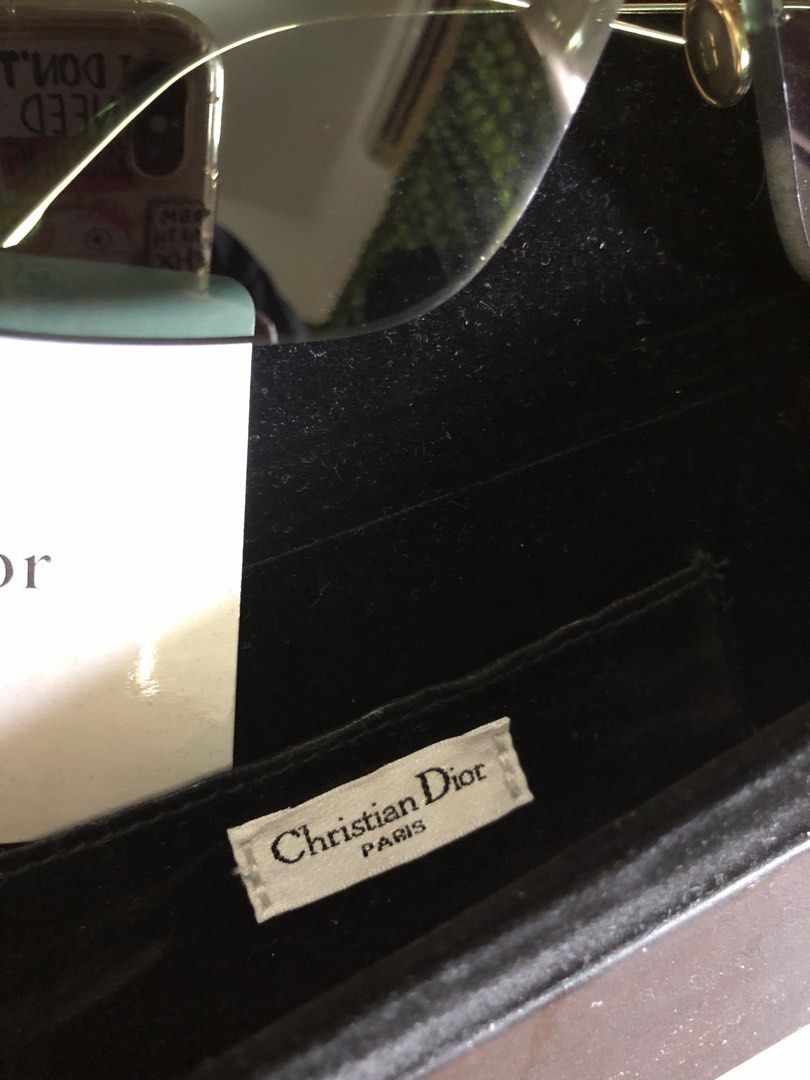 I DON'T
NEED
or
Christian Dior
PARIS